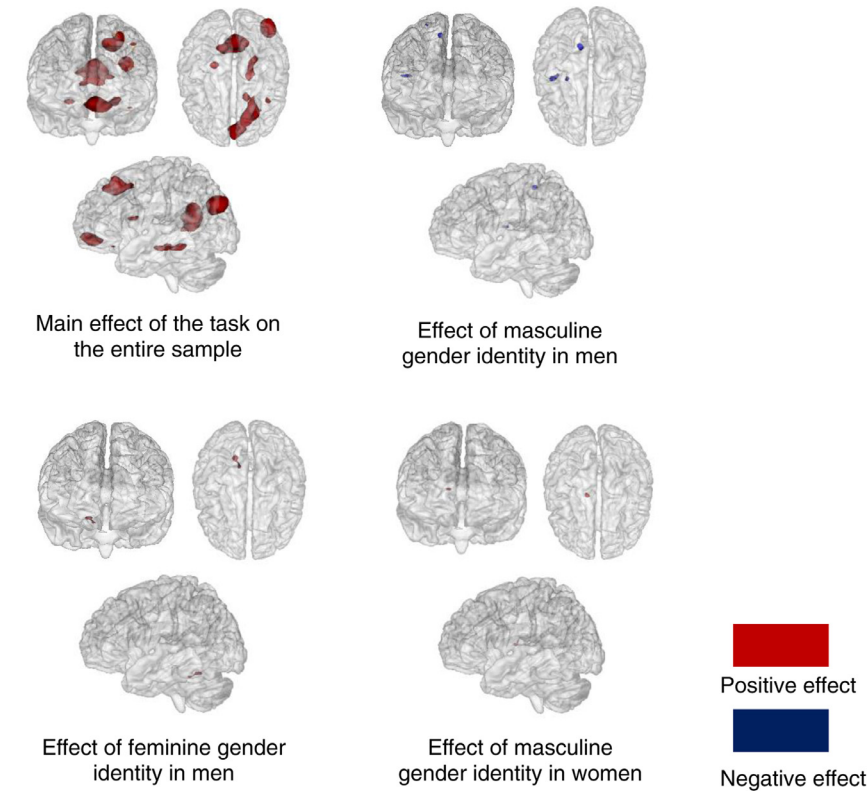 Main effect of the task on
the entire sample
Effect of masculine
gender identity in men
Effect of feminine gender
identity in men
Effect of masculine
gender identity in women
Positive effect
Negative effect